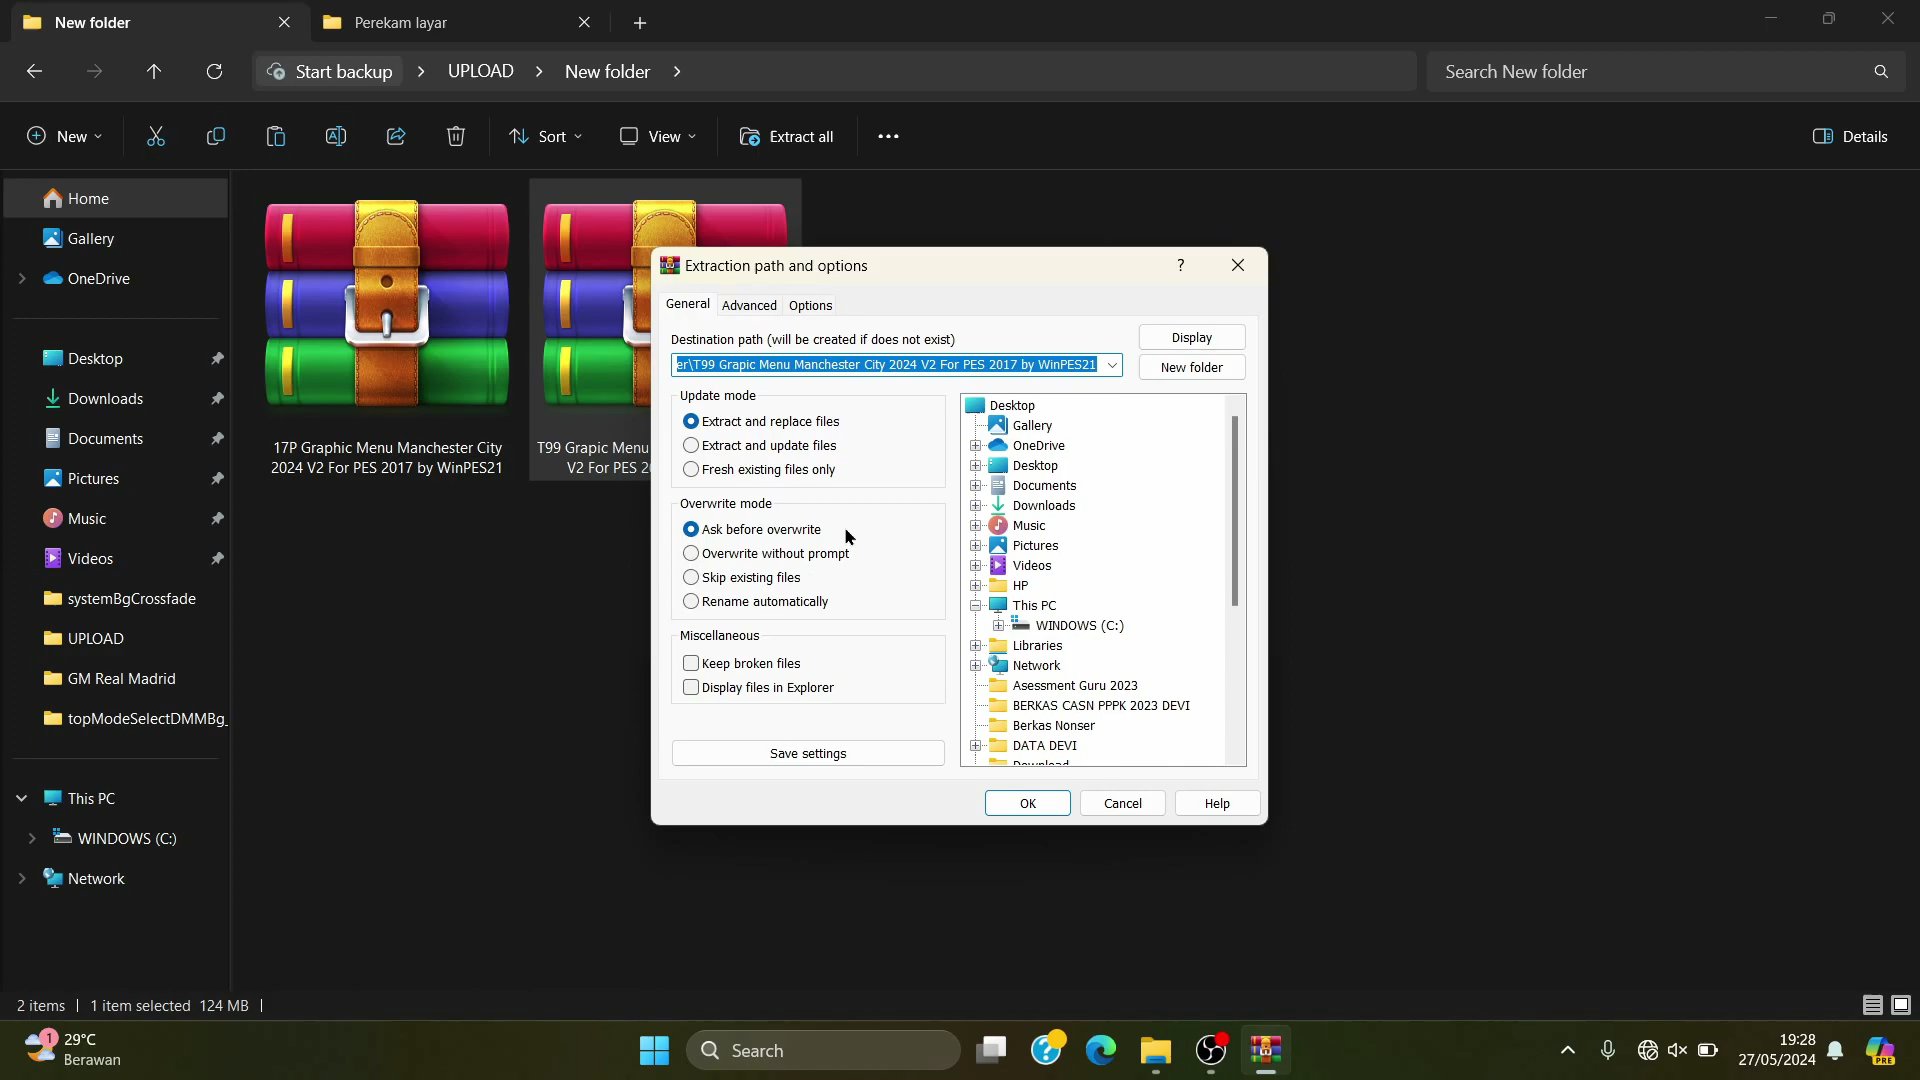 New folder
Perekam layar
Start backup
UPLOAD
New folder
Search New folder
New
Sort
View
Extract all
Details
Home
Gallery
OneDrive
Desktop
Downloads
Documents
Pictures
Music
Videos
systemBgCrossfade
UPLOAD
GM Real Madrid
topModeSelectDMMBg_
This PC
WINDOWS (C:)
Network
17P Graphic Menu Manchester City
2024 V2 For PES 2017 by WinPES21
T99 Grapic Menu
V2 For PES 2
Extraction path and options
?
General
Advanced
Options
Destination path (will be created if does not exist)
er\T99 Grapic Menu Manchester City 2024 V2 For PES 2017 by WinPES21
Display
New folder
Update mode
Extract and replace files
Extract and update files
Fresh existing files only
Overwrite mode
Ask before overwrite
Overwrite without prompt
Skip existing files
Rename automatically
Miscellaneous
Keep broken files
Display files in Explorer
Save settings
Desktop
Gallery
OneDrive
Desktop
Documents
Downloads
Music
Pictures
Videos
HP
This PC
WINDOWS (C:)
Libraries
Network
Asessment Guru 2023
BERKAS CASN PPPK 2023 DEVI
Berkas Nonser
DATA DEVI
Download
OK
Cancel
Help
2 items
1 item selected 124 MB
1
29°C
Berawan
Search
19:28
27/05/2024
PRE